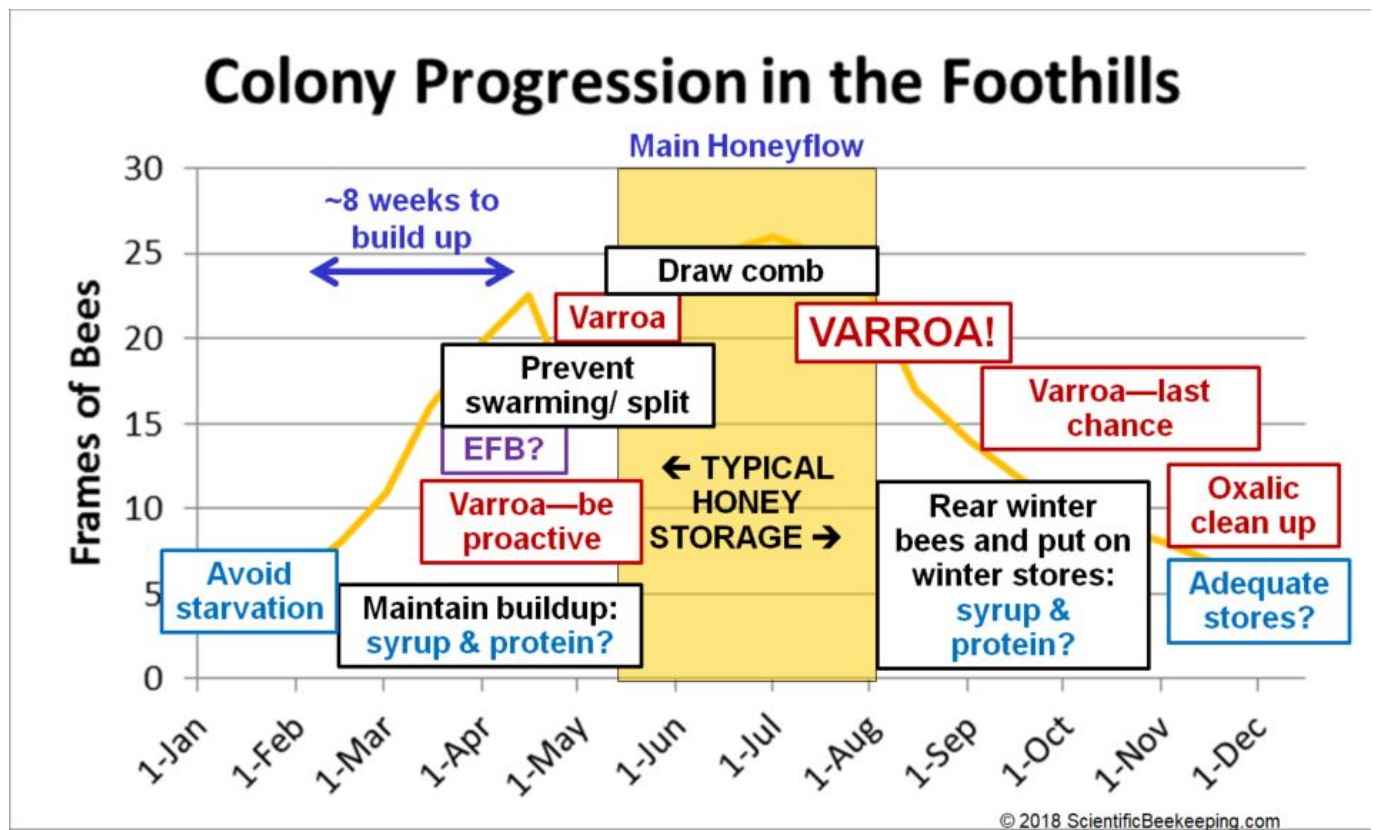 Colony Progression in the Foothills
Main Honeyflow
~8 weeks to
build up
Frames of Bees
30
25
20
15
10
5
0
Draw comb
Varroa
VARROA!
Prevent
swarming/ split
Varroa—last
chance
EFB?
← TYPICAL
HONEY
STORAGE →
Varroa—be
proactive
Oxalic
clean up
Rear winter
bees and put on
winter stores:
syrup &
protein?
Avoid
starvation
Maintain buildup:
syrup & protein?
Adequate
stores?
1-Jan
1-Feb
1-Mar
1-Apr
1-May
1-Jun
1-Jul
1-Aug
1-Sep
1-Oct
1-Nov
1-Dec
© 2018 ScientificBeekeeping.com